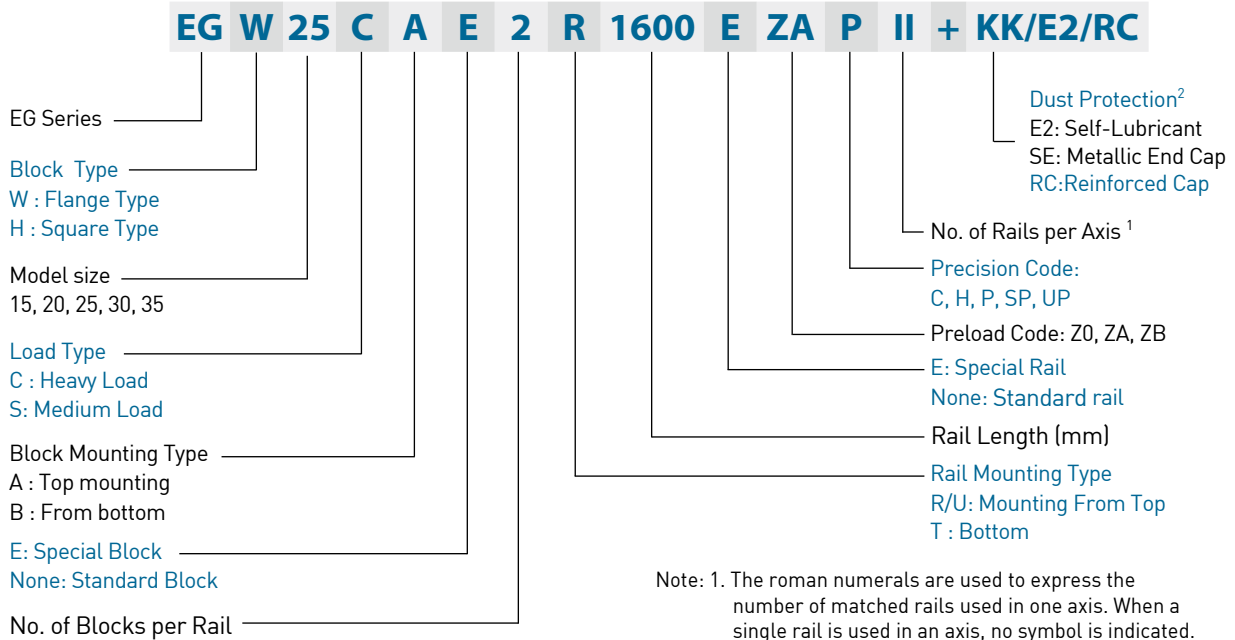 EG W 25 C A E 2 R 1600 E ZA P II + KK/E2/RC
EG Series
Block Type
W : Flange Type
H : Square Type
Model size
15, 20, 25, 30, 35
Load Type
C : Heavy Load
S: Medium Load
Block Mounting Type
A : Top mounting
B : From bottom
E: Special Block
None: Standard Block
No. of Blocks per Rail
Dust Protection2
E2: Self-Lubricant
SE: Metallic End Cap
RC:Reinforced Cap
No. of Rails per Axis 1
Precision Code:
C, H, P, SP, UP
Preload Code: Z0, ZA, ZB
E: Special Rail
None: Standard rail
Rail Length (mm)
Rail Mounting Type
R/U: Mounting From Top
T : Bottom
Note: 1. The roman numerals are used to express the
number of matched rails used in one axis. When a
single rail is used in an axis, no symbol is indicated.